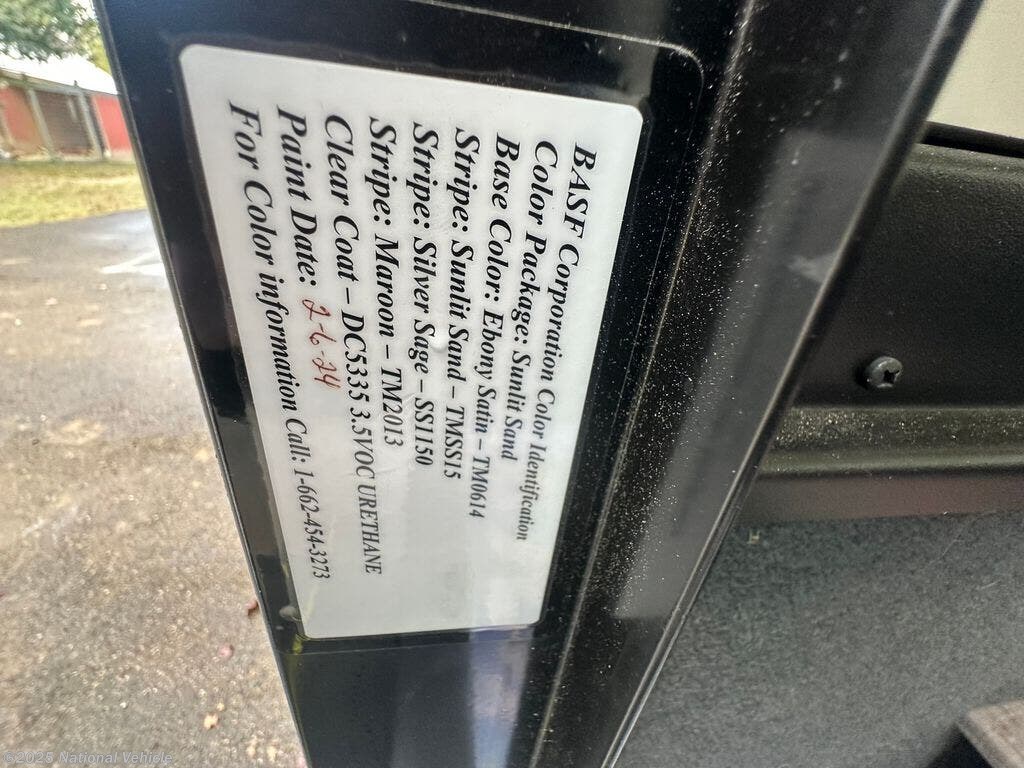 BASF Corporation Color Identification
Color Package: Sunlit Sand
Base Color: Ebony Satin – TM0614
Stripe: Sunlit Sand – TMSS15
Stripe: Silver Sage – SS1150
Stripe: Maroon – TM2013
Clear Coat – DC5335 3.5VOC URETHANE
Paint Date: 2-6-24
For Color information Call: 1-662-454-3273
©2025 National Vehicle